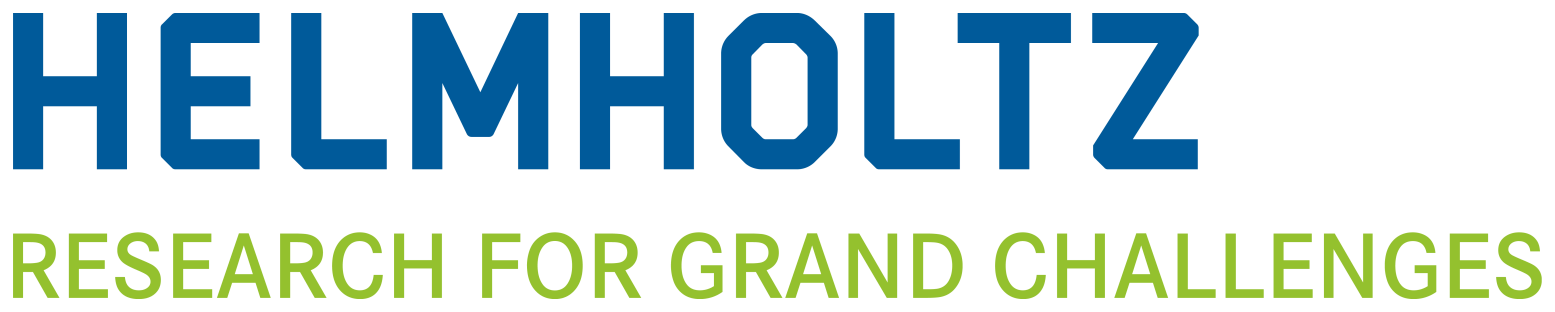 HELMHOLTZ
RESEARCH FOR GRAND CHALLENGES